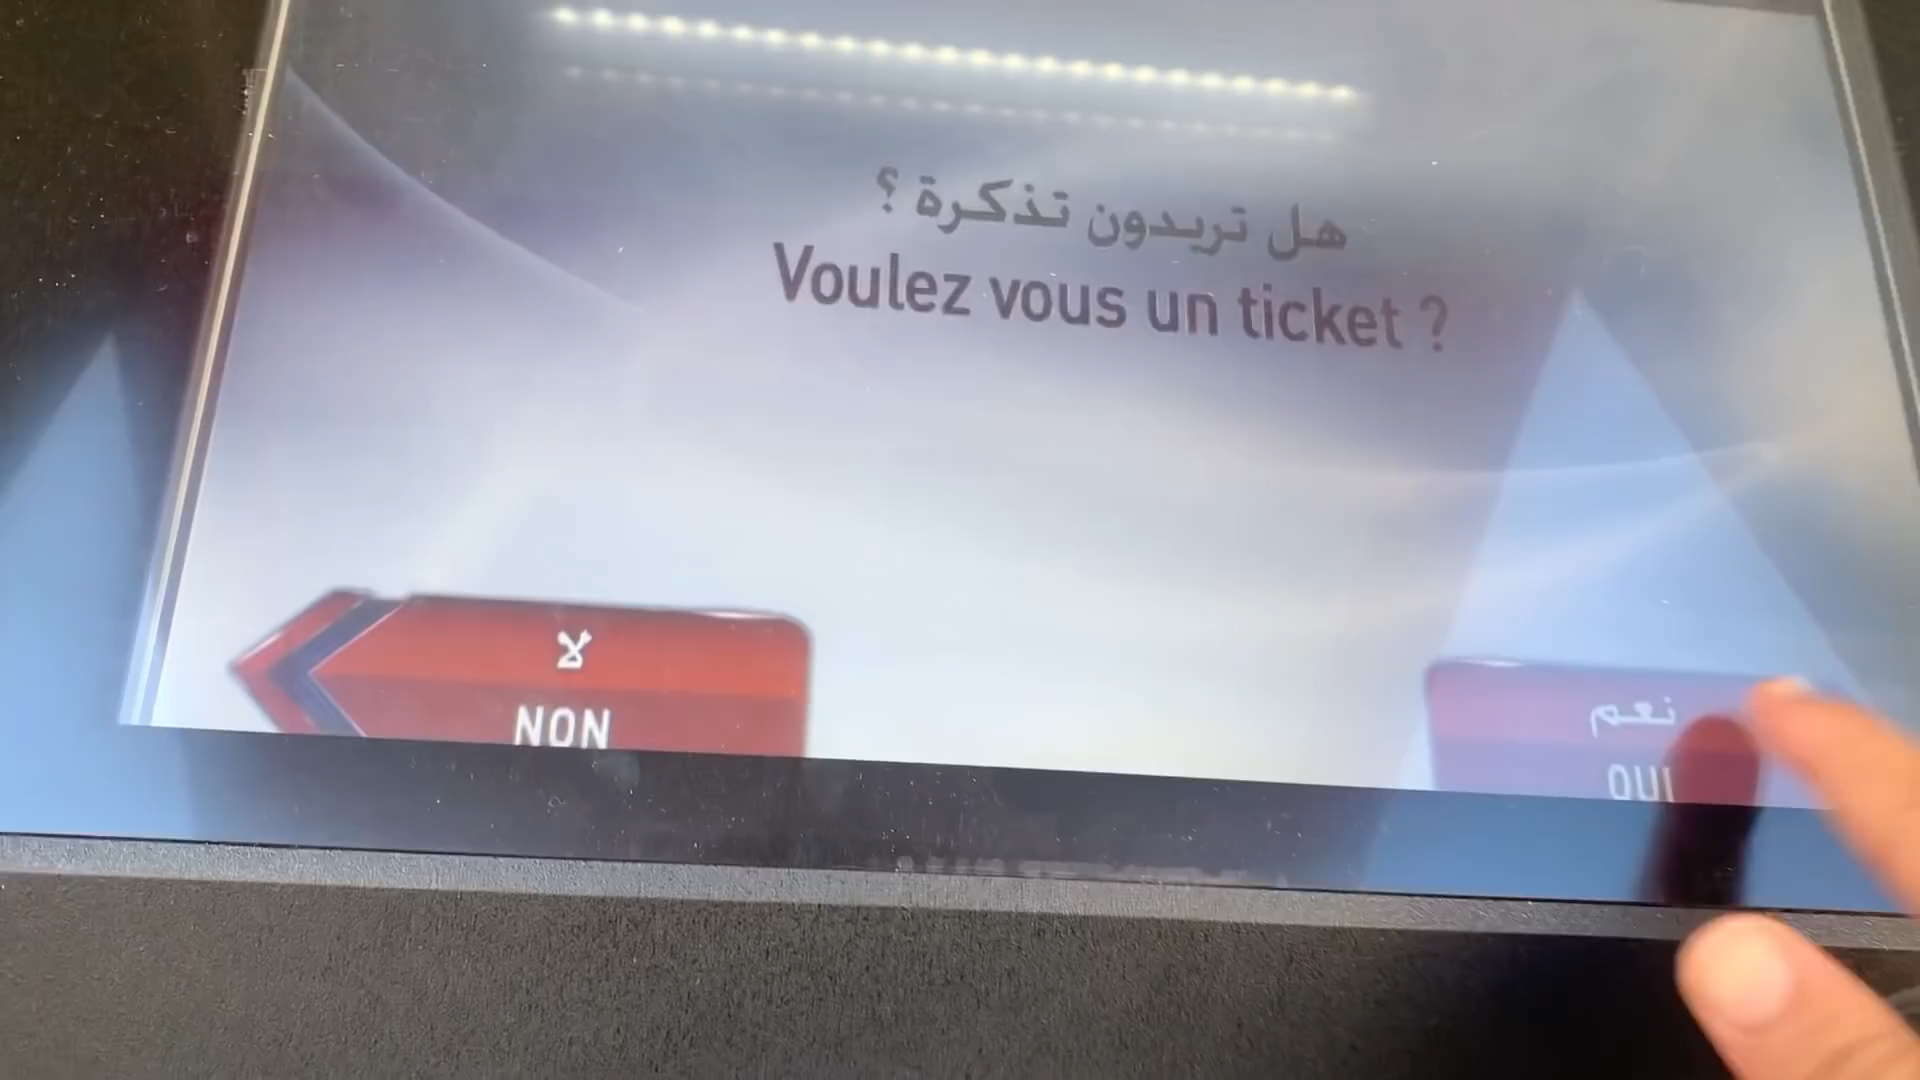 هل تريدون تذكرة ؟
Voulez vous un ticket ?
لا
NON
نعم
OUI